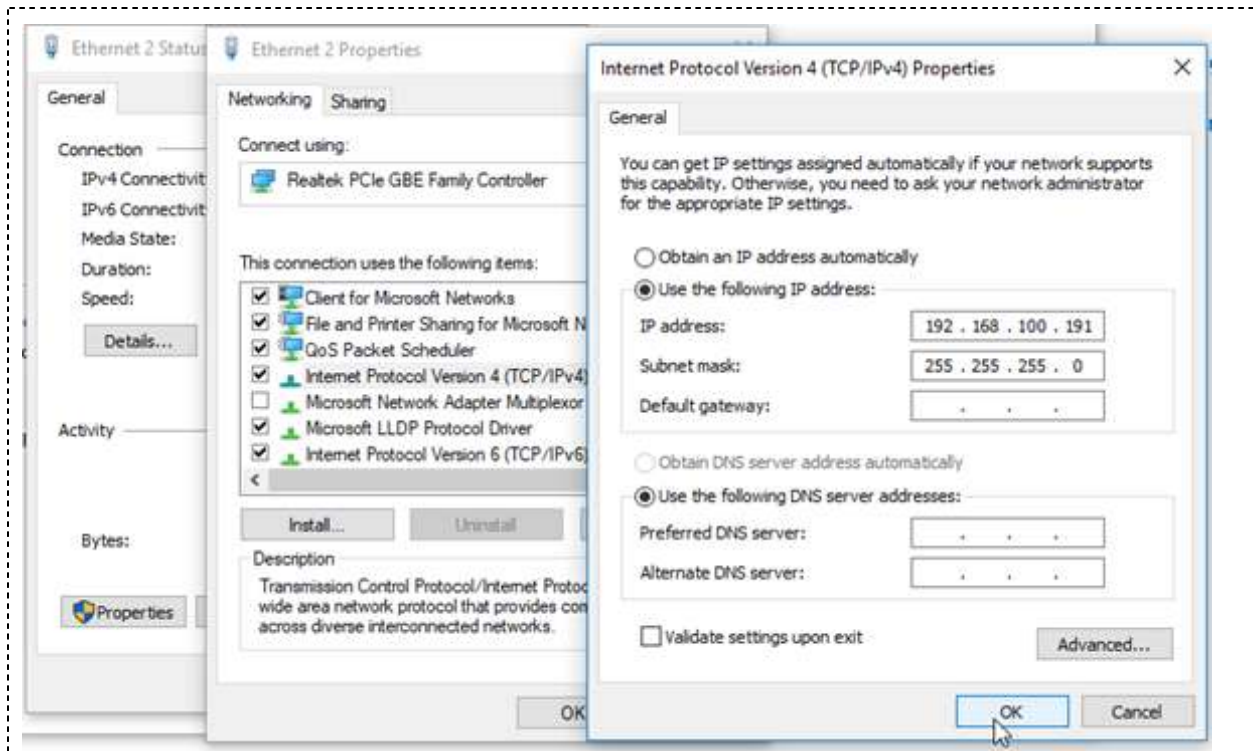 Ethernet 2 Status
General
Connection
IPv4 Connectivit
IPv6 Connectivit
Media State:
Duration:
Speed:
Details...
Activity
Bytes:
Properties
Ethernet 2 Properties
Networking Sharing
Connect using:
Realtek PCIe GBE Family Controller
This connection uses the following items:
Client for Microsoft Networks
File and Printer Sharing for Microsoft N
QoS Packet Scheduler
Internet Protocol Version 4 (TCP/IPv4)
Microsoft Network Adapter Multiplexor
Microsoft LLDP Protocol Driver
Internet Protocol Version 6 (TCP/IPv6)
Install... Uninstall
Description
Transmission Control Protocol/Internet Protoc
wide area network protocol that provides con
across diverse interconnected networks.
OK
Internet Protocol Version 4 (TCP/IPv4) Properties
General
You can get IP settings assigned automatically if your network supports
this capability. Otherwise, you need to ask your network administrator
for the appropriate IP settings.
Obtain an IP address automatically
Use the following IP address:
IP address: 192 . 168 . 100 . 191
Subnet mask: 255 . 255 . 255 . 0
Default gateway: . . .
Obtain DNS server address automatically
Use the following DNS server addresses:
Preferred DNS server: . . .
Alternate DNS server: . . .
Validate settings upon exit
Advanced...
OK Cancel